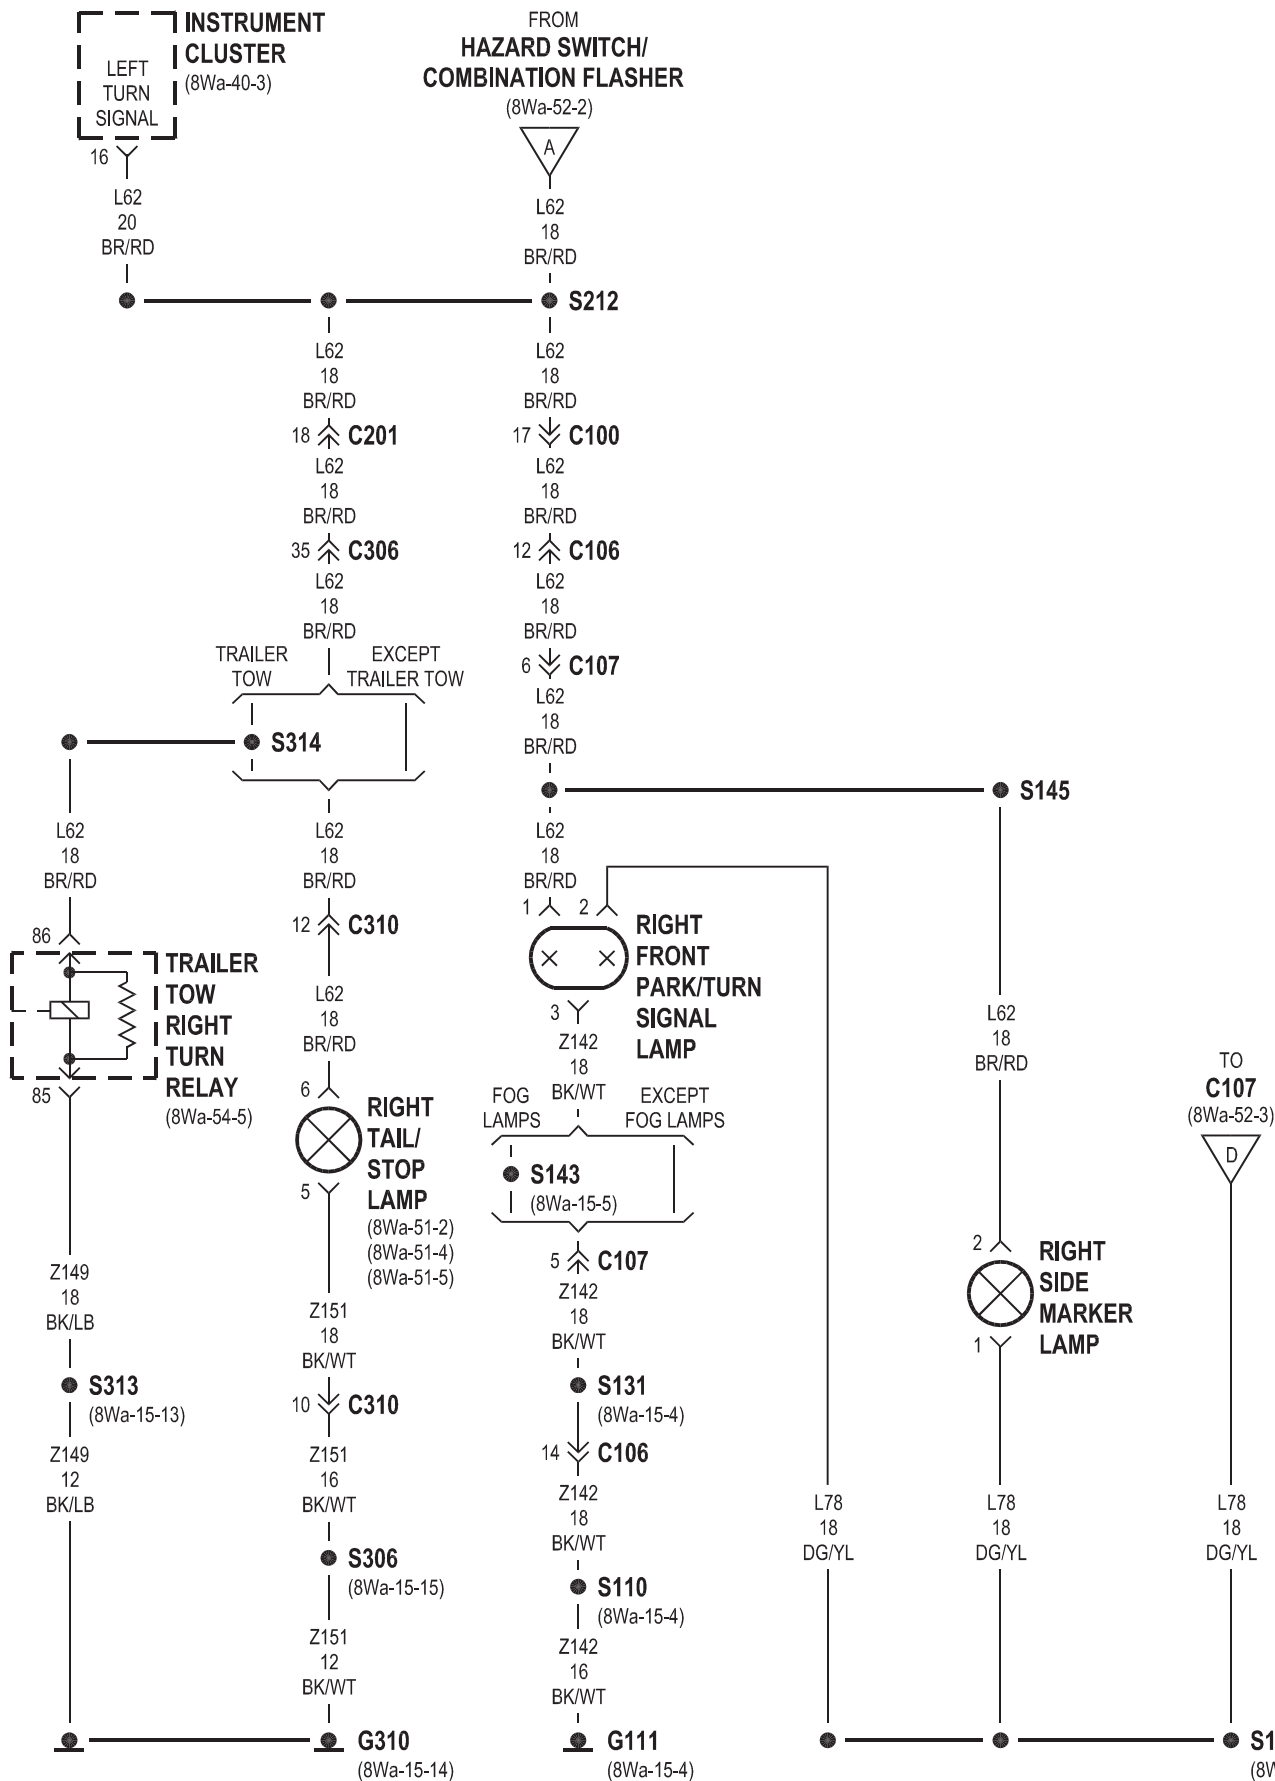 INSTRUMENT
CLUSTER
(8Wa-40-3)
LEFT
TURN
SIGNAL
16
L62
20
BR/RD
FROM
HAZARD SWITCH/
COMBINATION FLASHER
(8Wa-52-2)
A
L62
18
BR/RD
S212
L62
18
BR/RD
18
C201
L62
18
BR/RD
35
C306
L62
18
BR/RD
L62
18
BR/RD
17
C100
L62
18
BR/RD
12
C106
L62
18
BR/RD
6
C107
L62
18
BR/RD
TRAILER
TOW
EXCEPT
TRAILER TOW
S314
S145
L62
18
BR/RD
86
TRAILER
TOW
RIGHT
TURN
RELAY
(8Wa-54-5)
85
Z149
18
BK/LB
S313
(8Wa-15-13)
Z149
12
BK/LB
L62
18
BR/RD
12
C310
L62
18
BR/RD
6
RIGHT
TAIL/
STOP
LAMP
(8Wa-51-2)
(8Wa-51-4)
(8Wa-51-5)
5
Z151
18
BK/WT
10
C310
Z151
16
BK/WT
S306
(8Wa-15-15)
Z151
12
BK/WT
G310
(8Wa-15-14)
L62
18
BR/RD
1
2
RIGHT
FRONT
PARK/TURN
SIGNAL
LAMP
3
Z142
18
BK/WT
FOG
LAMPS
EXCEPT
FOG LAMPS
S143
(8Wa-15-5)
5
C107
Z142
18
BK/WT
S131
(8Wa-15-4)
14
C106
Z142
18
BK/WT
S110
(8Wa-15-4)
Z142
16
BK/WT
G111
(8Wa-15-4)
L78
18
DG/YL
L62
18
BR/RD
2
RIGHT
SIDE
MARKER
LAMP
1
L78
18
DG/YL
TO
C107
(8Wa-52-3)
D
L78
18
DG/YL